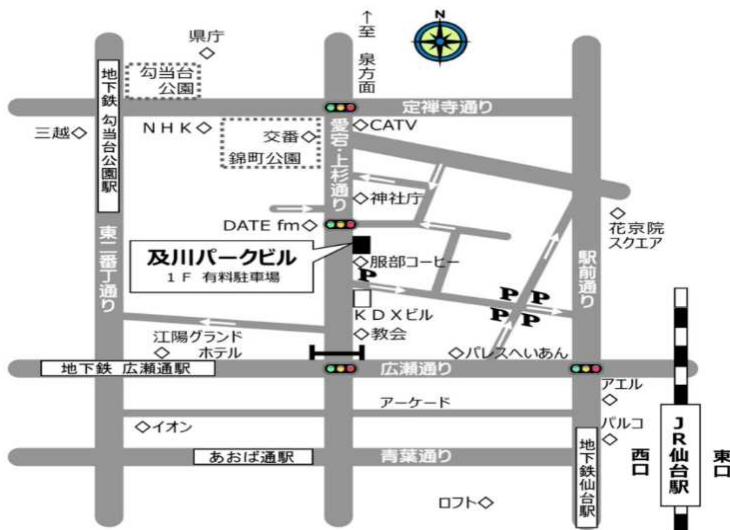 N
↑至 泉方面
県庁
勾当台
公園
定禅寺通り
地下鉄 勾当台公園駅
三越
NHK
交番
錦町公園
愛宕・上杉通り
CATV
神社庁
花京院
スクエア
DATE fm
及川パークビル
1F 有料駐車場
服部コーヒー
P
P P
P P
KDXビル
教会
東二番丁通り
駅前通り
江陽グランド
ホテル
パレスへいあん
地下鉄 広瀬通駅
広瀬通り
アエル
アーケード
パルコ
イオン
あおば通駅
青葉通り
地下鉄仙台駅
西口
JR仙台駅
東口
ロフト